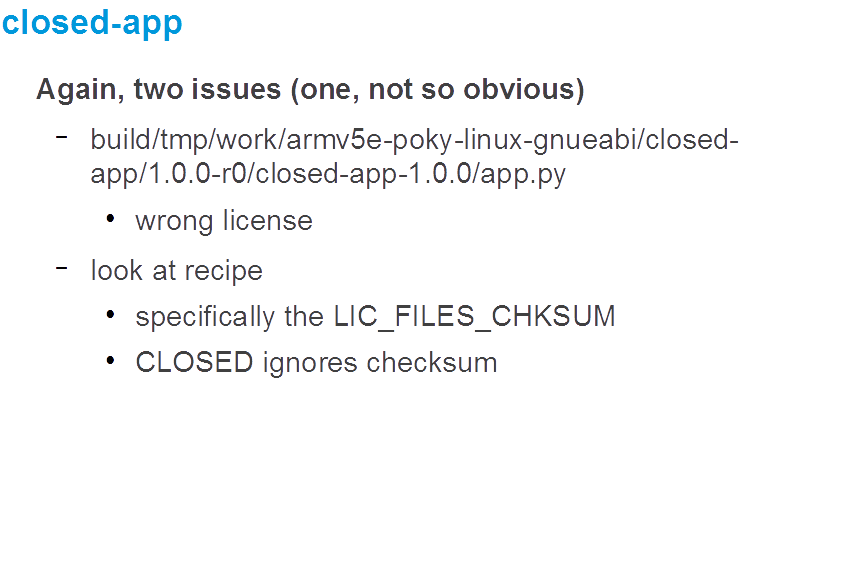 closed-app
Again, two issues (one, not so obvious)
– build/tmp/work/armv5e-poky-linux-gnueabi/closed-
app/1.0.0-r0/closed-app-1.0.0/app.py
• wrong license
– look at recipe
• specifically the LIC_FILES_CHKSUM
• CLOSED ignores checksum